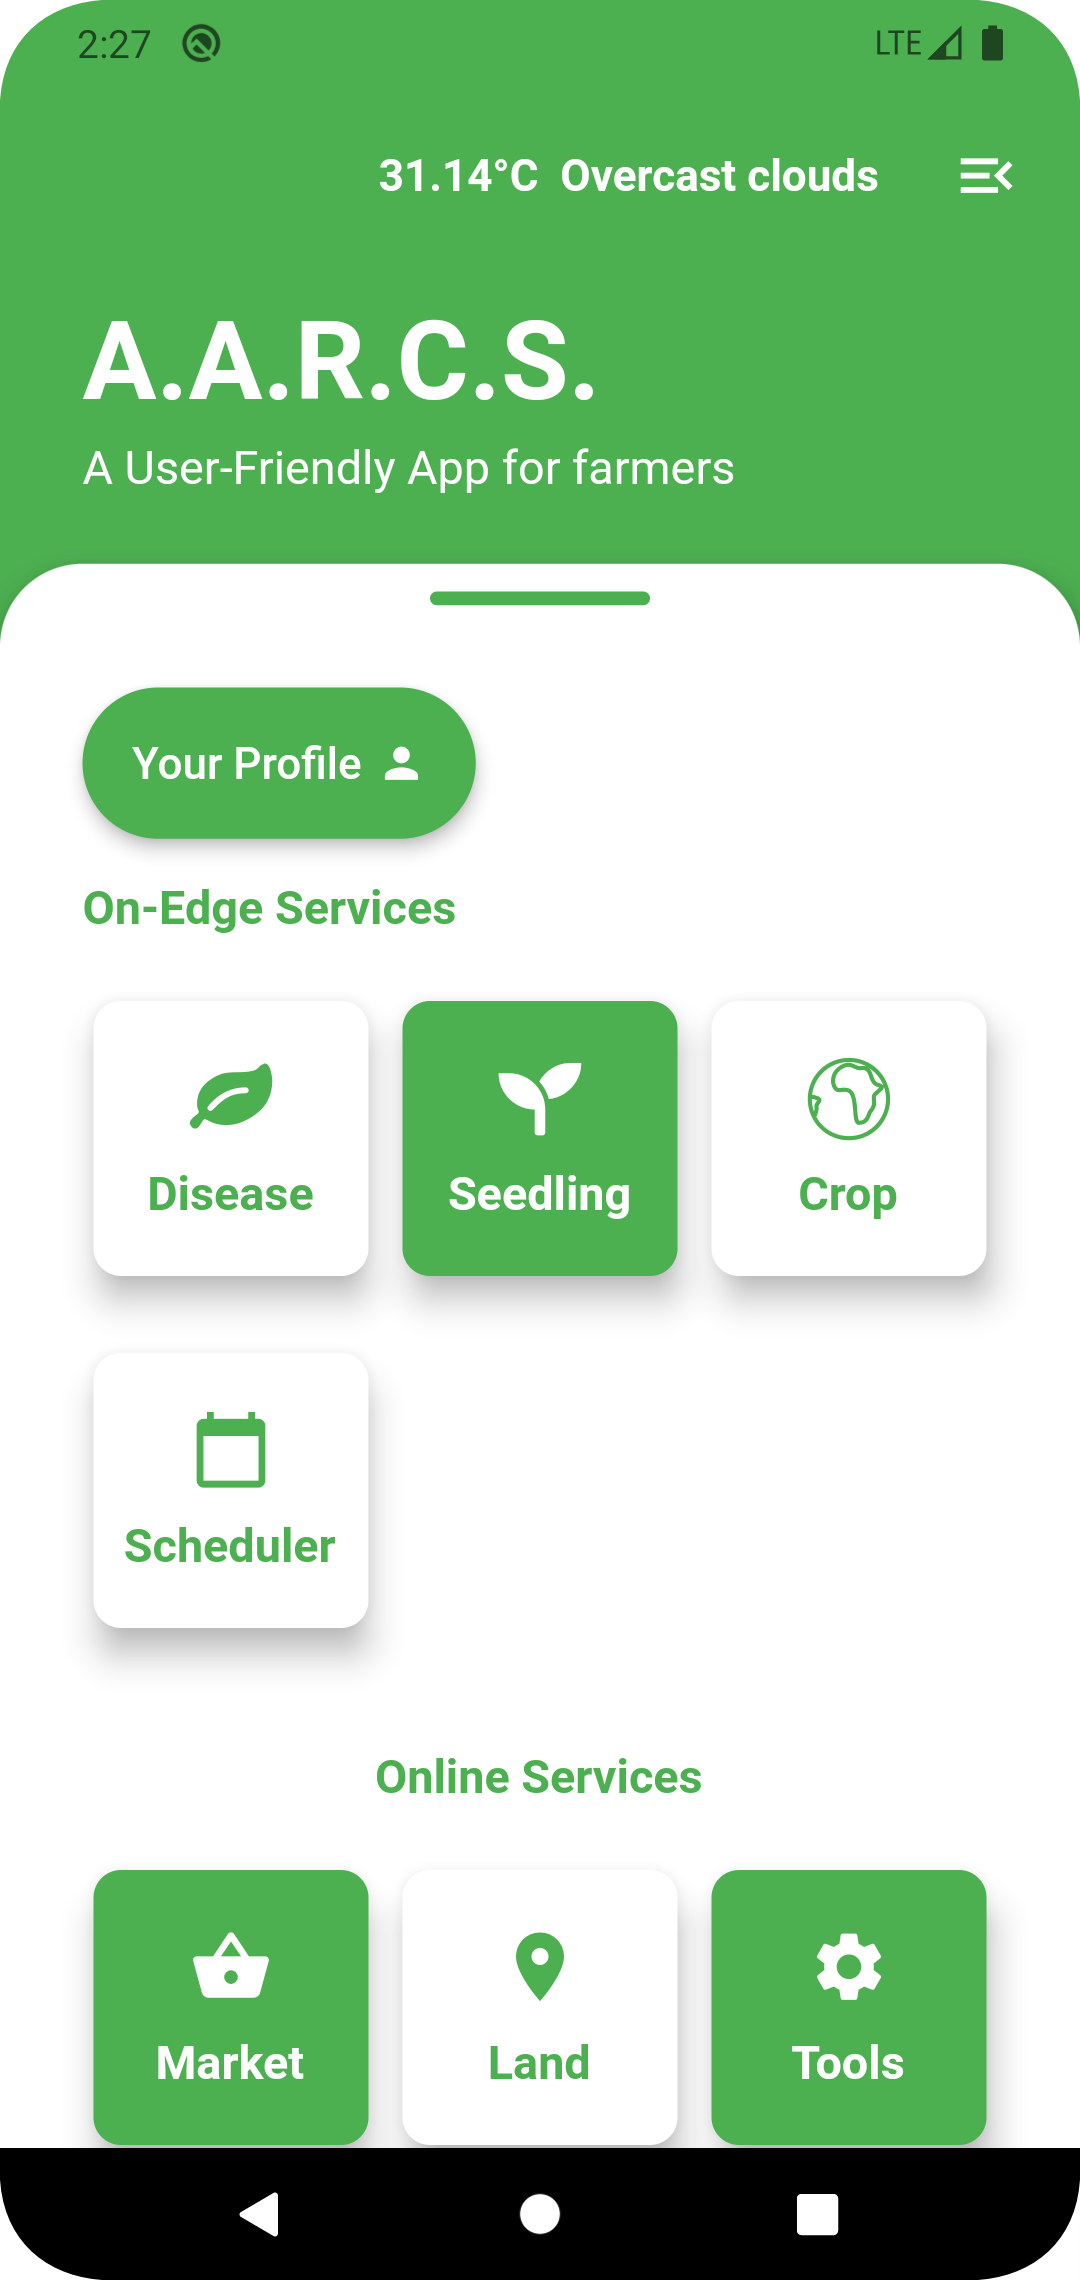 2:27 LTE
31.14°C Overcast clouds
A.A.R.C.S.
A User-Friendly App for farmers
Your Profile
On-Edge Services
Disease Seedling Crop
Scheduler
Online Services
Market Land Tools